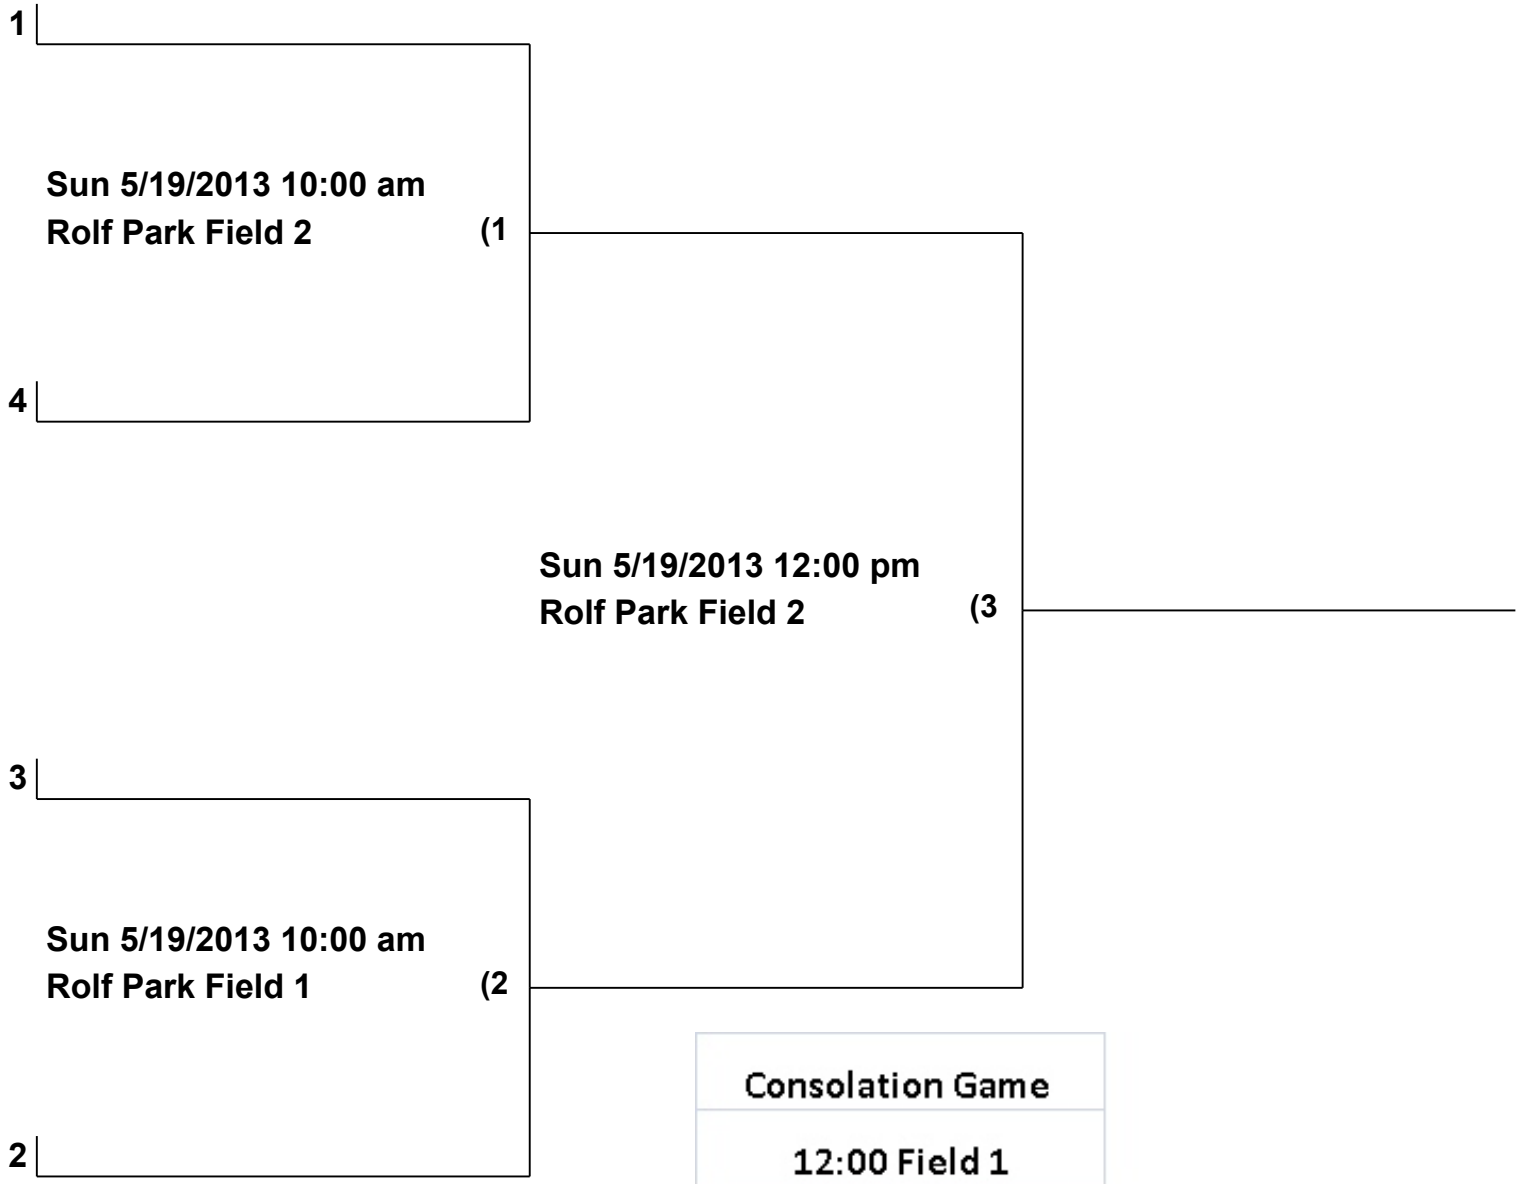 1
Sun 5/19/2013 10:00 am
Rolf Park Field 2 (1
4
Sun 5/19/2013 12:00 pm
Rolf Park Field 2 (3
3
Sun 5/19/2013 10:00 am
Rolf Park Field 1 (2
Consolation Game
2
12:00 Field 1